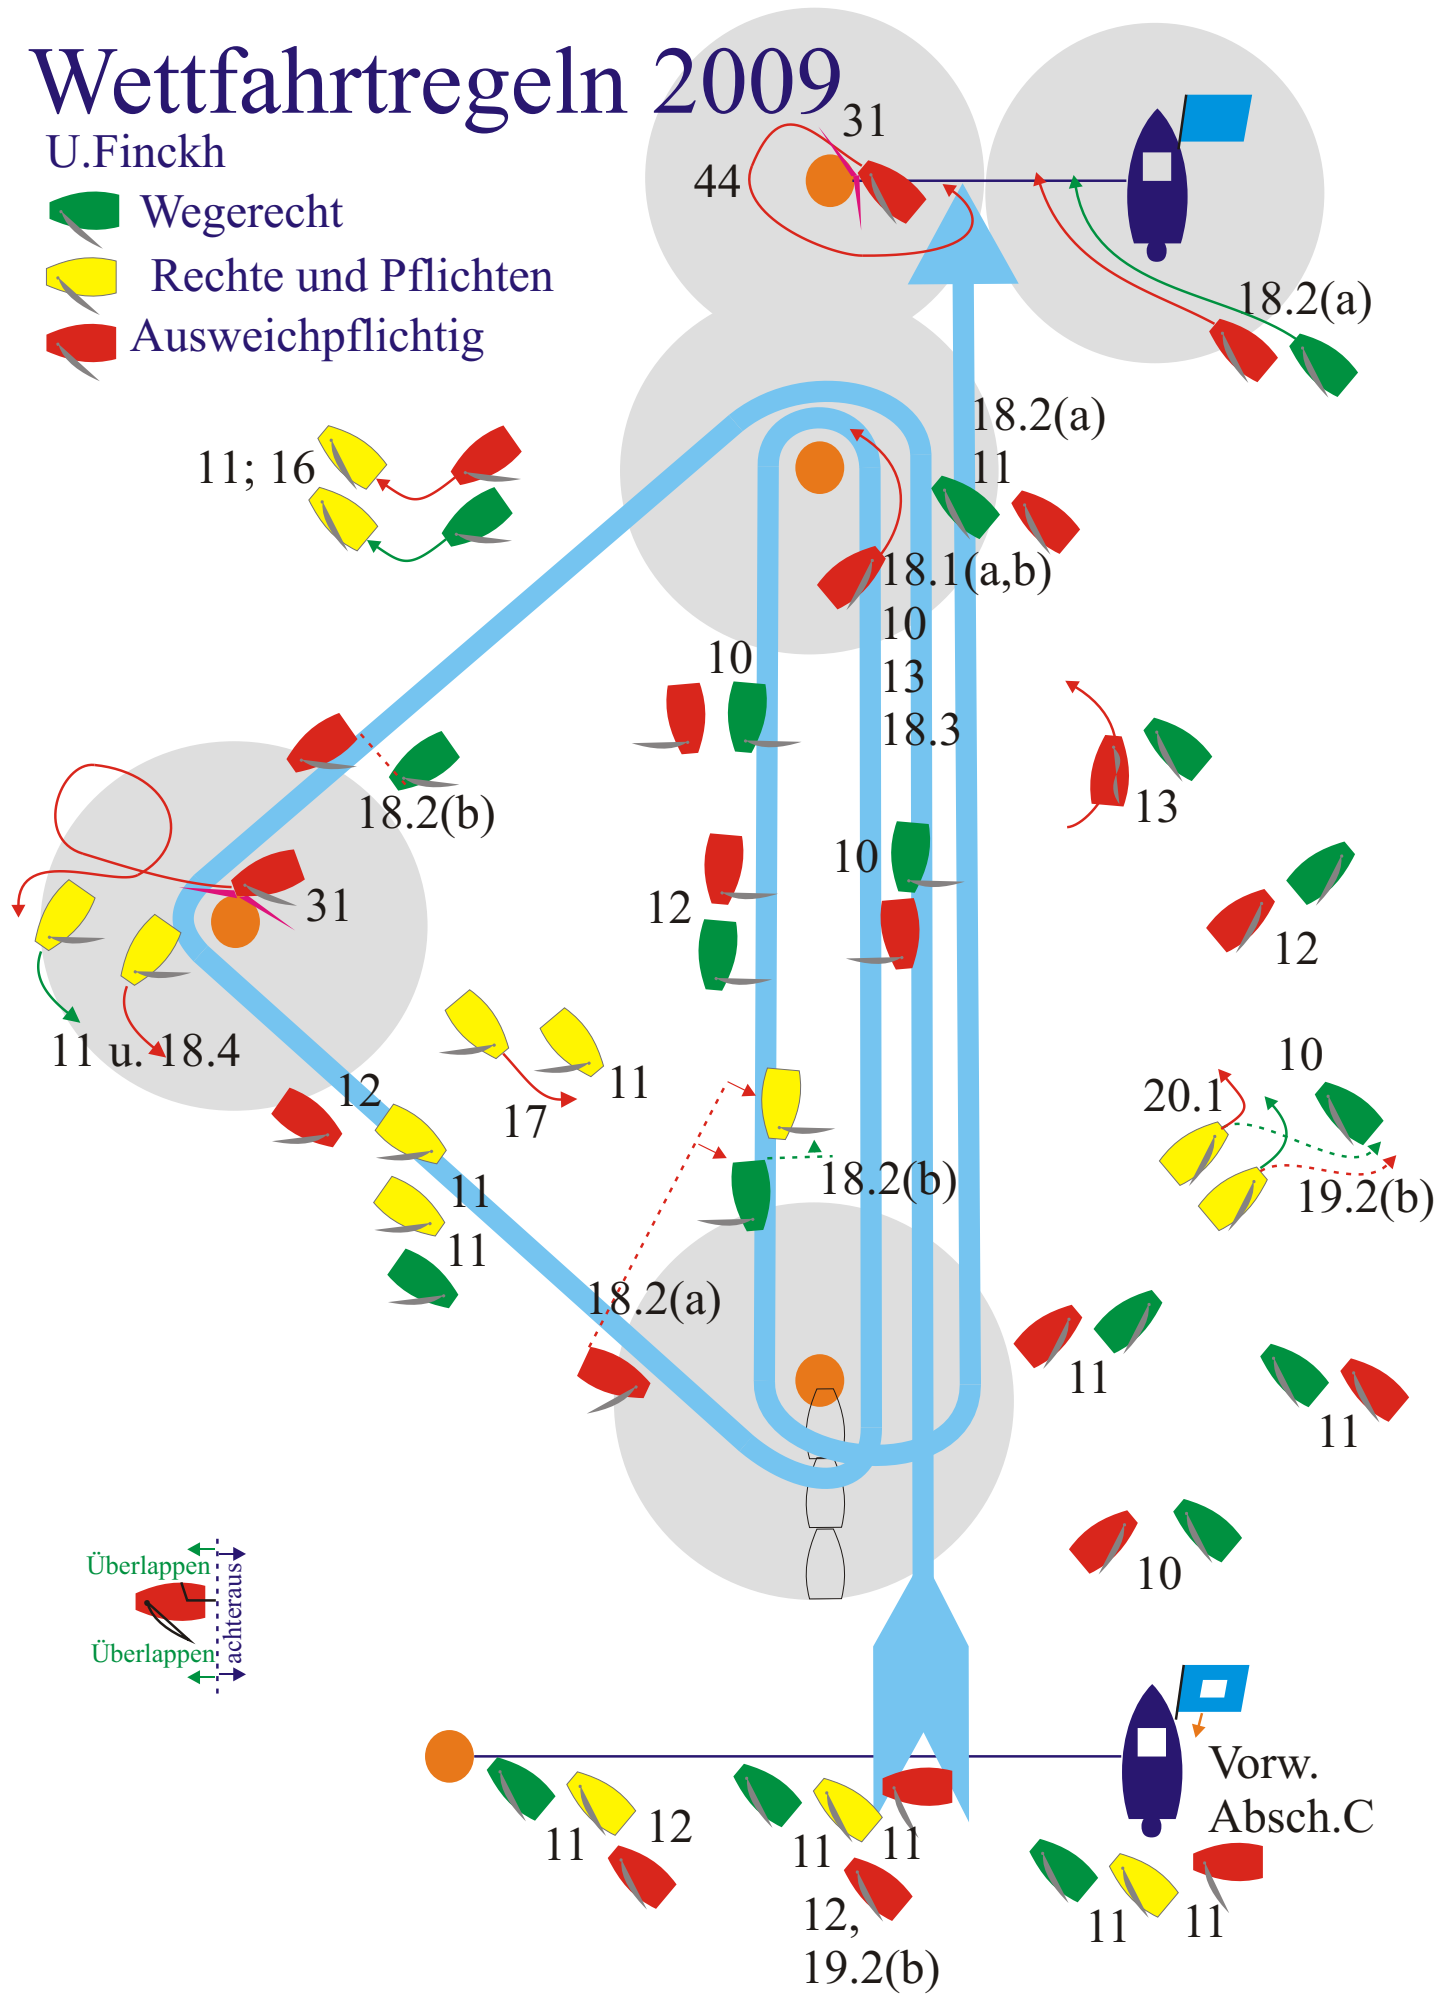 Wettfahrtregeln 2009
U.Finckh
Wegerecht
Rechte und Pflichten
Ausweichpflichtig
31
44
18.2(a)
18.2(a)
11
11; 16
18.1(a,b)
10
13
18.3
10
18.2(b)
13
10
12
31
12
11 u. 18.4
12
17
11
11
11
10
20.1
19.2(b)
18.2(b)
18.2(a)
11
11
10
Überlappen
achteraus
Überlappen
Vorw.
Absch.C
11
12
11
11
12,
19.2(b)
11
11